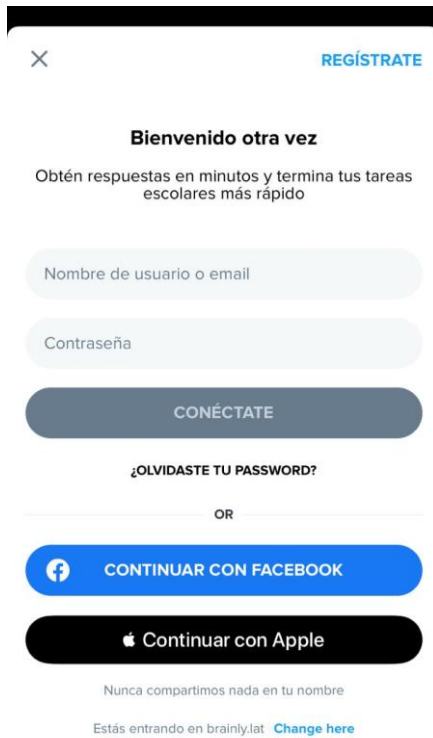 REGÍSTRATE
Bienvenido otra vez
Obtén respuestas en minutos y termina tus tareas
escolares más rápido
Nombre de usuario o email
Contraseña
CONÉCTATE
¿OLVIDASTE TU PASSWORD?
OR
CONTINUAR CON FACEBOOK
Continuar con Apple
Nunca compartimos nada en tu nombre
Estás entrando en brainly.lat Change here